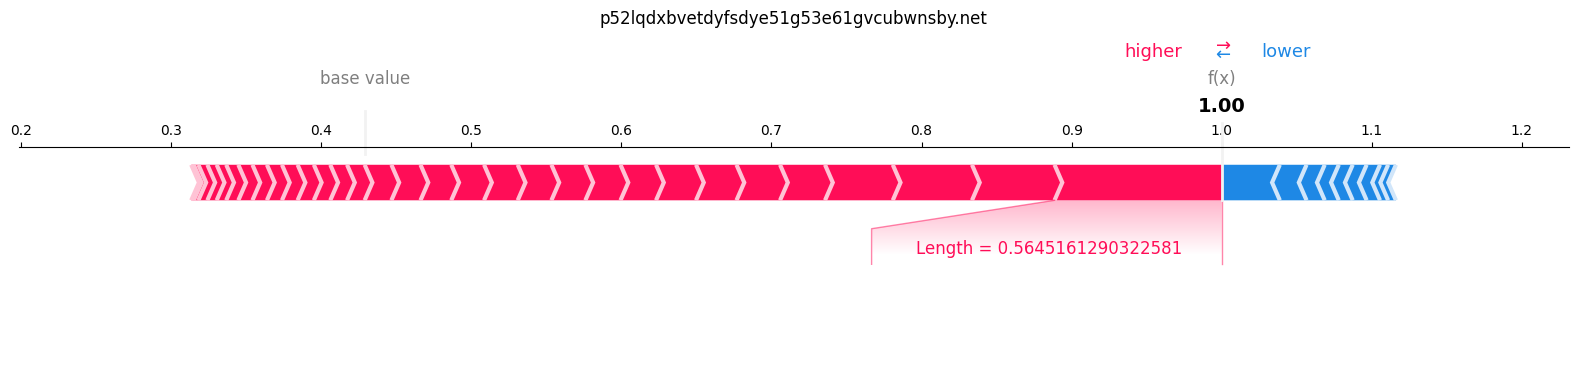 p52lqdxbvetdyfsdye51g53e61gvcubwnsby.net
higher ⇄ lower
base value f(x)
1.00
0.2 0.3 0.4 0.5 0.6 0.7 0.8 0.9 1.0 1.1 1.2
Length = 0.5645161290322581